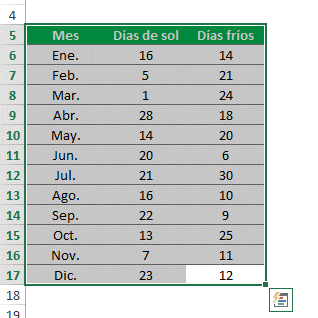 4
5 Mes Días de sol Días fríos
6 Ene. 16 14
7 Feb. 5 21
8 Mar. 1 24
9 Abr. 28 18
10 May. 14 20
11 Jun. 20 6
12 Jul. 21 30
13 Ago. 16 10
14 Sep. 22 9
15 Oct. 13 25
16 Nov. 7 11
17 Dic. 23 12
18
19